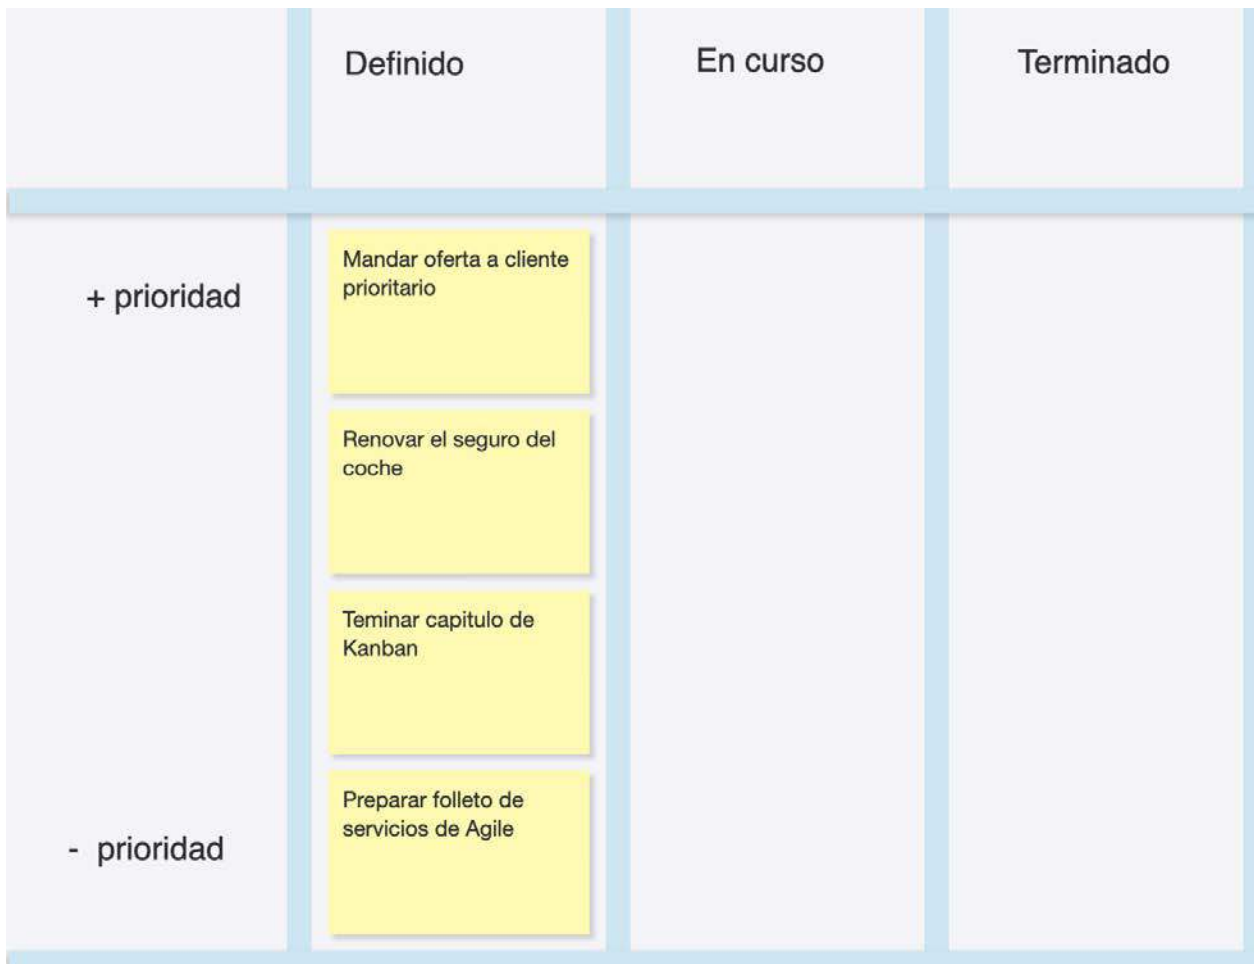 Definido
En curso
Terminado
+ prioridad
Mandar oferta a cliente
prioritario
Renovar el seguro del
coche
Teminar capitulo de
Kanban
Preparar folleto de
servicios de Agile
- prioridad